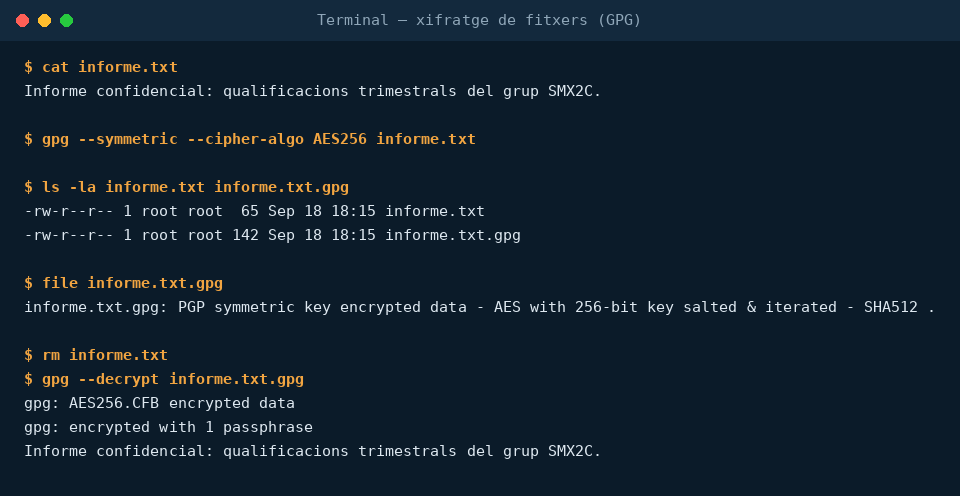 Terminal — xifratge de fitxers (GPG)
$ cat informe.txt
Informe confidencial: qualificacions trimestrals del grup SMX2C.
$ gpg --symmetric --cipher-algo AES256 informe.txt
$ ls -la informe.txt informe.txt.gpg
-rw-r--r-- 1 root root  65 Sep 18 18:15 informe.txt
-rw-r--r-- 1 root root 142 Sep 18 18:15 informe.txt.gpg
$ file informe.txt.gpg
informe.txt.gpg: PGP symmetric key encrypted data - AES with 256-bit key salted & iterated - SHA512 .
$ rm informe.txt
$ gpg --decrypt informe.txt.gpg
gpg: AES256.CFB encrypted data
gpg: encrypted with 1 passphrase
Informe confidencial: qualificacions trimestrals del grup SMX2C.